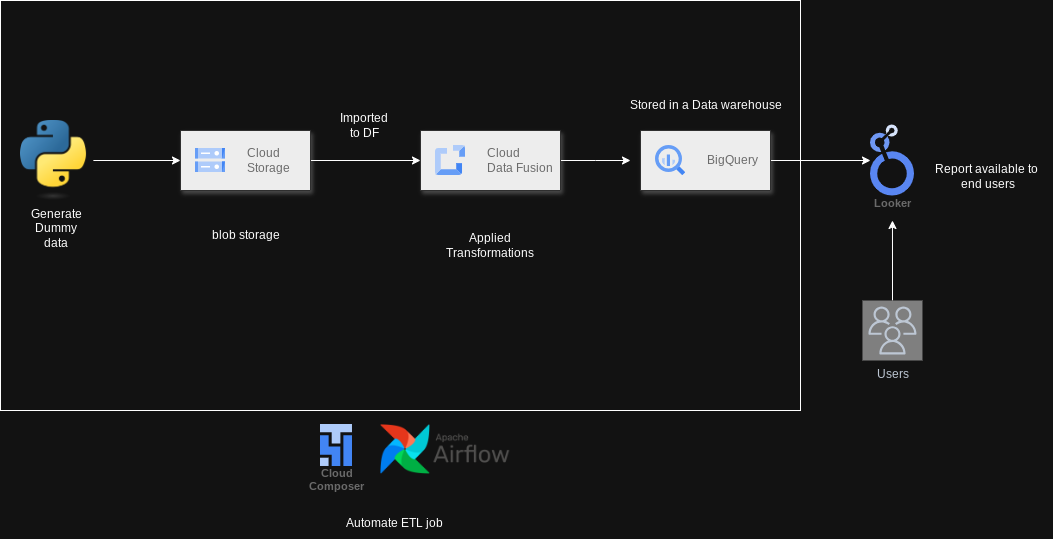 Stored in a Data warehouse
Imported
to DF
Cloud
Storage
Cloud
Data Fusion
BigQuery
Report available to
end users
Looker
Generate
Dummy
data
blob storage
Applied
Transformations
Users
Apache
Airflow
Cloud
Composer
Automate ETL job